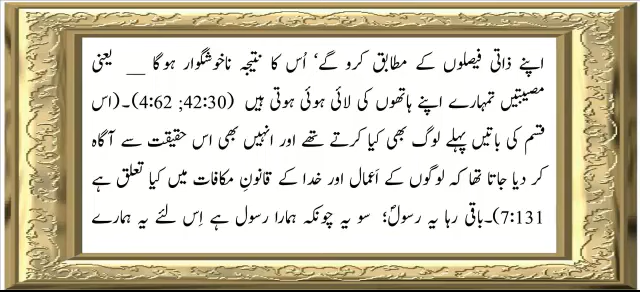 اپنے ذاتی فیصلوں کے مطابق کرو گے‘ اُس کا نتیجہ ناخوشگوار ہوگا __ یعنی
مصیبتیں تمہارے اپنے ہاتھوں کی لائی ہوئی ہوتی ہیں (42:30; 4:62)۔(اس
قسم کی باتیں پہلے لوگ بھی کیا کرتے تھے اور انہیں بھی اس حقیقت سے آگاہ
کر دیا جاتا تھا کہ لوگوں کے اَعمال اور خدا کے قانونِ مکافات میں کیا تعلق ہے
7:131)۔باقی رہا یہ رسولؐ؛ سو یہ چونکہ ہمارا رسول ہے اِس لئے یہ ہمارے